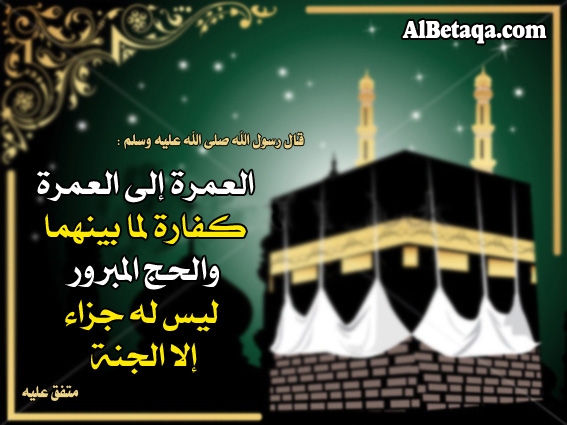 AlBetaqa.com
قال رسول الله صلى الله عليه وسلم :
العمرة إلى العمرة
كفارة لما بينهما
والحج المبرور
ليس له جزاء
إلا الجنة
متفق عليه